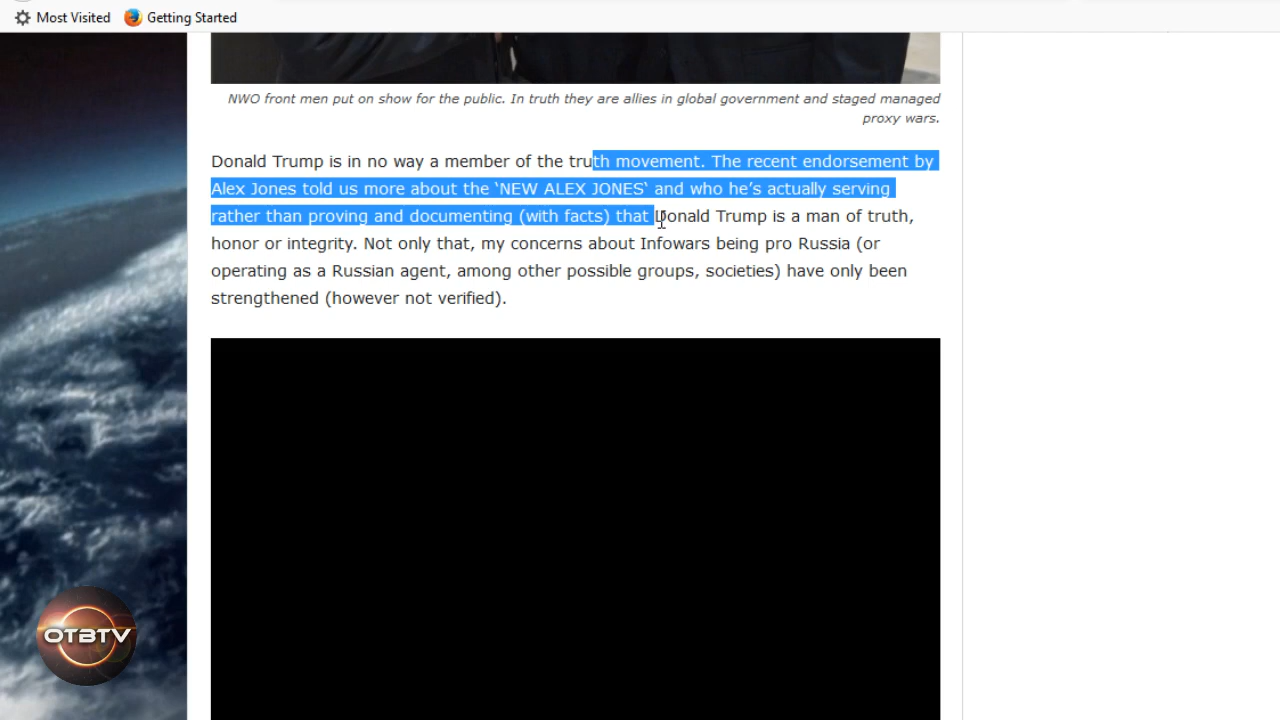 Most Visited Getting Started
NWO front men put on show for the public. In truth they are allies in global government and staged managed
proxy wars.
Donald Trump is in no way a member of the truth movement. The recent endorsement by
Alex Jones told us more about the ‘NEW ALEX JONES‘ and who he’s actually serving
rather than proving and documenting (with facts) that Donald Trump is a man of truth,
honor or integrity. Not only that, my concerns about Infowars being pro Russia (or
operating as a Russian agent, among other possible groups, societies) have only been
strengthened (however not verified).
OTBTV